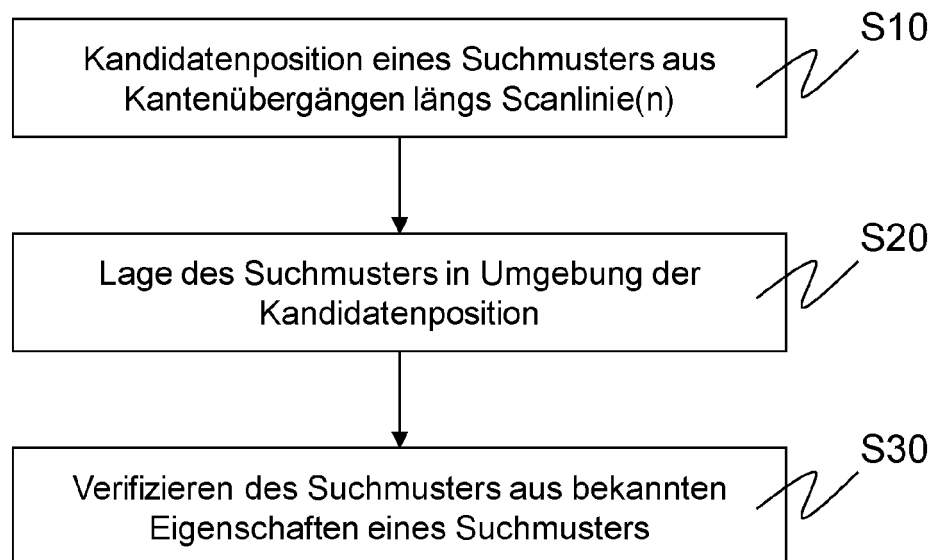 S10
Kandidatenposition eines Suchmusters aus
Kantenübergängen längs Scanlinie(n)
S20
Lage des Suchmusters in Umgebung der
Kandidatenposition
S30
Verifizieren des Suchmusters aus bekannten
Eigenschaften eines Suchmusters